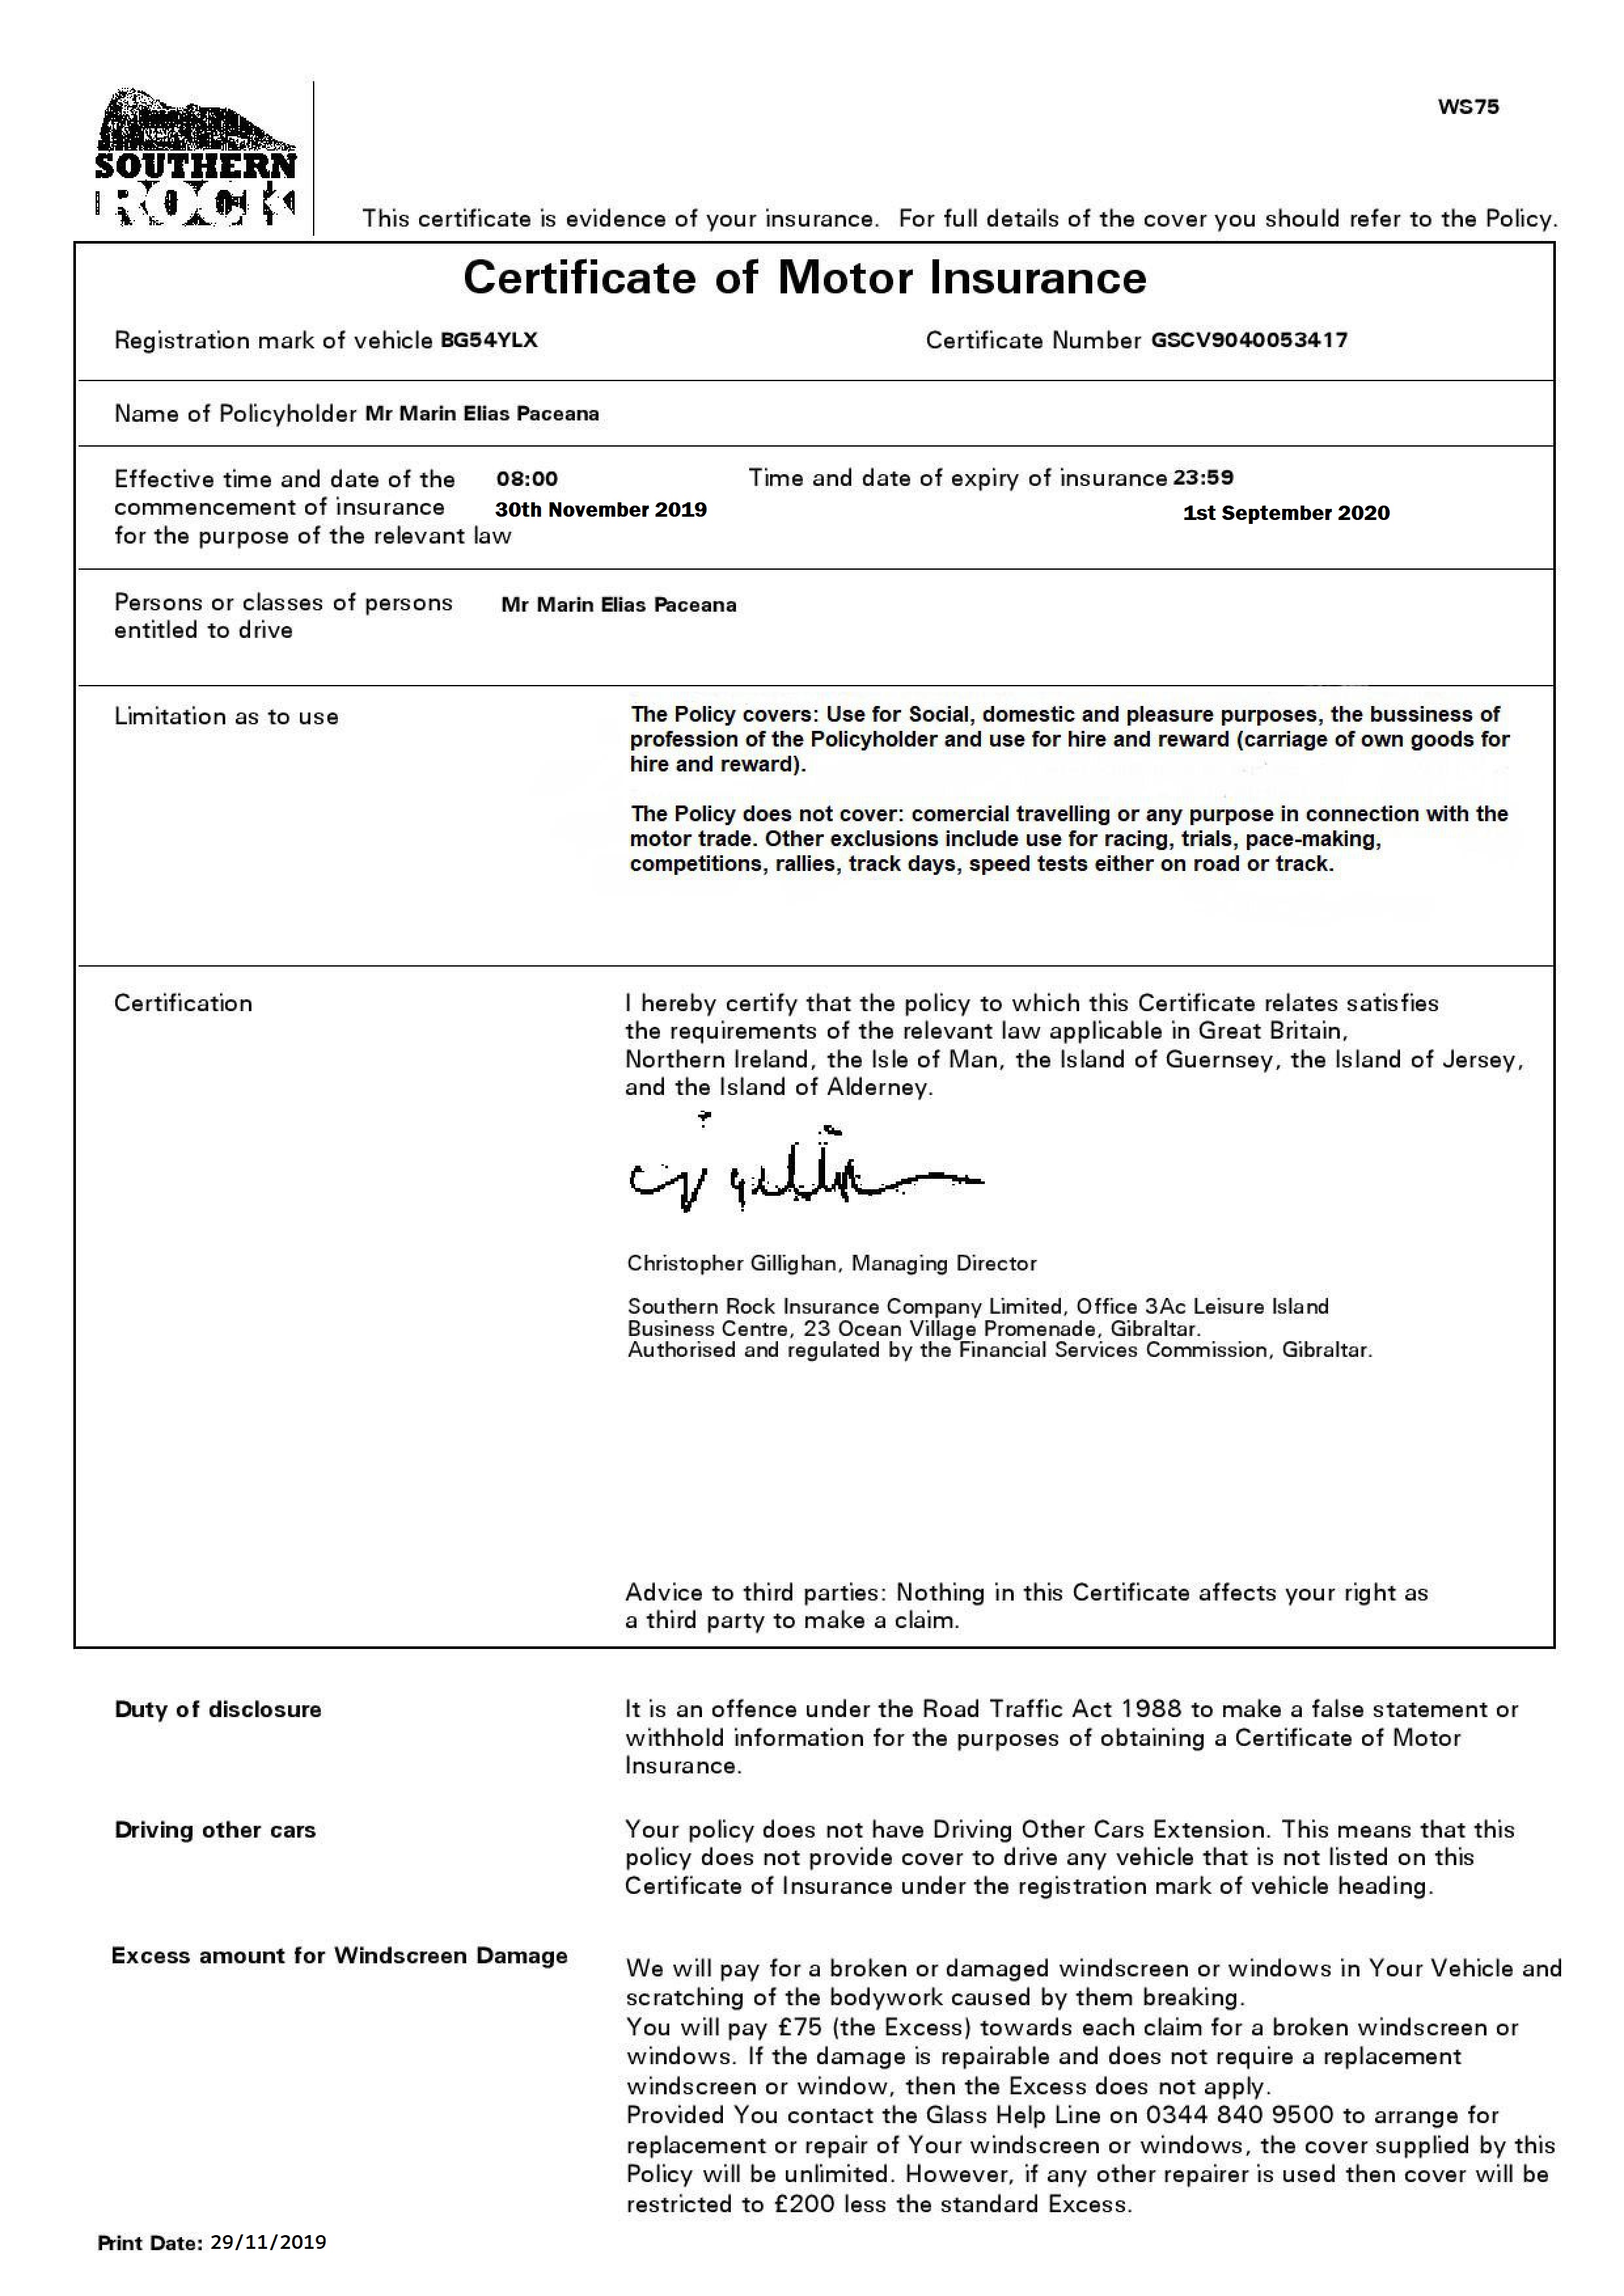 WS75
SOUTHERN
ROCK
This certificate is evidence of your insurance. For full details of the cover you should refer to the Policy.
Certificate of Motor Insurance
Registration mark of vehicle BG54YLX Certificate Number GSCV9040053417
Name of Policyholder Mr Marin Elias Paceana
Effective time and date of the 08:00 Time and date of expiry of insurance 23:59
commencement of insurance 30th November 2019 1st September 2020
for the purpose of the relevant law
Persons or classes of persons Mr Marin Elias Paceana
entitled to drive
Limitation as to use The Policy covers: Use for Social, domestic and pleasure purposes, the bussiness of
profession of the Policyholder and use for hire and reward (carriage of own goods for
hire and reward).
The Policy does not cover: comercial travelling or any purpose in connection with the
motor trade. Other exclusions include use for racing, trials, pace-making,
competitions, rallies, track days, speed tests either on road or track.
Certification I hereby certify that the policy to which this Certificate relates satisfies
the requirements of the relevant law applicable in Great Britain,
Northern Ireland, the Isle of Man, the Island of Guernsey, the Island of Jersey,
and the Island of Alderney.
Christopher Gillighan, Managing Director
Southern Rock Insurance Company Limited, Office 3Ac Leisure Island
Business Centre, 23 Ocean Village Promenade, Gibraltar.
Authorised and regulated by the Financial Services Commission, Gibraltar.
Advice to third parties: Nothing in this Certificate affects your right as
a third party to make a claim.
Duty of disclosure It is an offence under the Road Traffic Act 1988 to make a false statement or
withhold information for the purposes of obtaining a Certificate of Motor
Insurance.
Driving other cars Your policy does not have Driving Other Cars Extension. This means that this
policy does not provide cover to drive any vehicle that is not listed on this
Certificate of Insurance under the registration mark of vehicle heading.
Excess amount for Windscreen Damage We will pay for a broken or damaged windscreen or windows in Your Vehicle and
scratching of the bodywork caused by them breaking.
You will pay £75 (the Excess) towards each claim for a broken windscreen or
windows. If the damage is repairable and does not require a replacement
windscreen or window, then the Excess does not apply.
Provided You contact the Glass Help Line on 0344 840 9500 to arrange for
replacement or repair of Your windscreen or windows, the cover supplied by this
Policy will be unlimited. However, if any other repairer is used then cover will be
restricted to £200 less the standard Excess.
Print Date: 29/11/2019